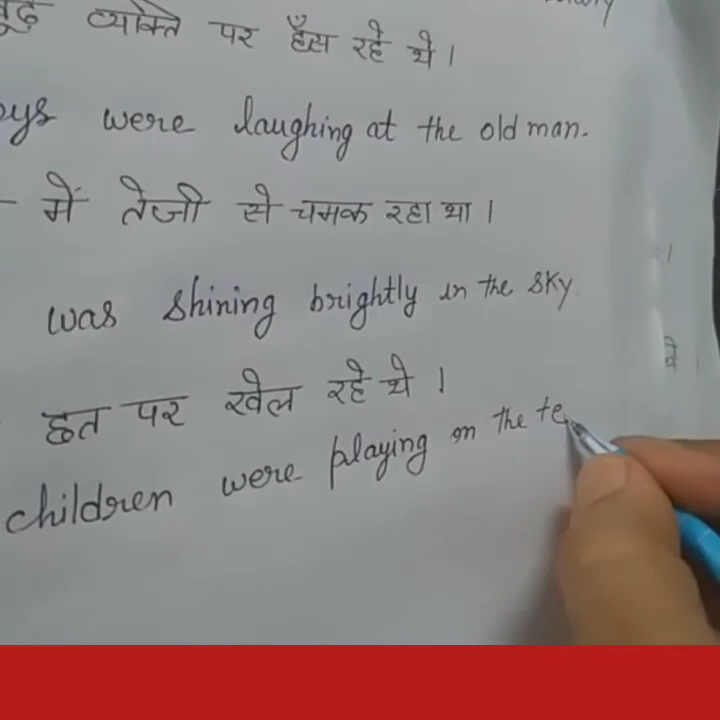 व्यक्ति पर हँस रहे थे।
were laughing at the old man.
में तेजी से चमक रहा था।
was shining brightly in the sky.
छत पर खेल रहे थे।
children were playing on the te